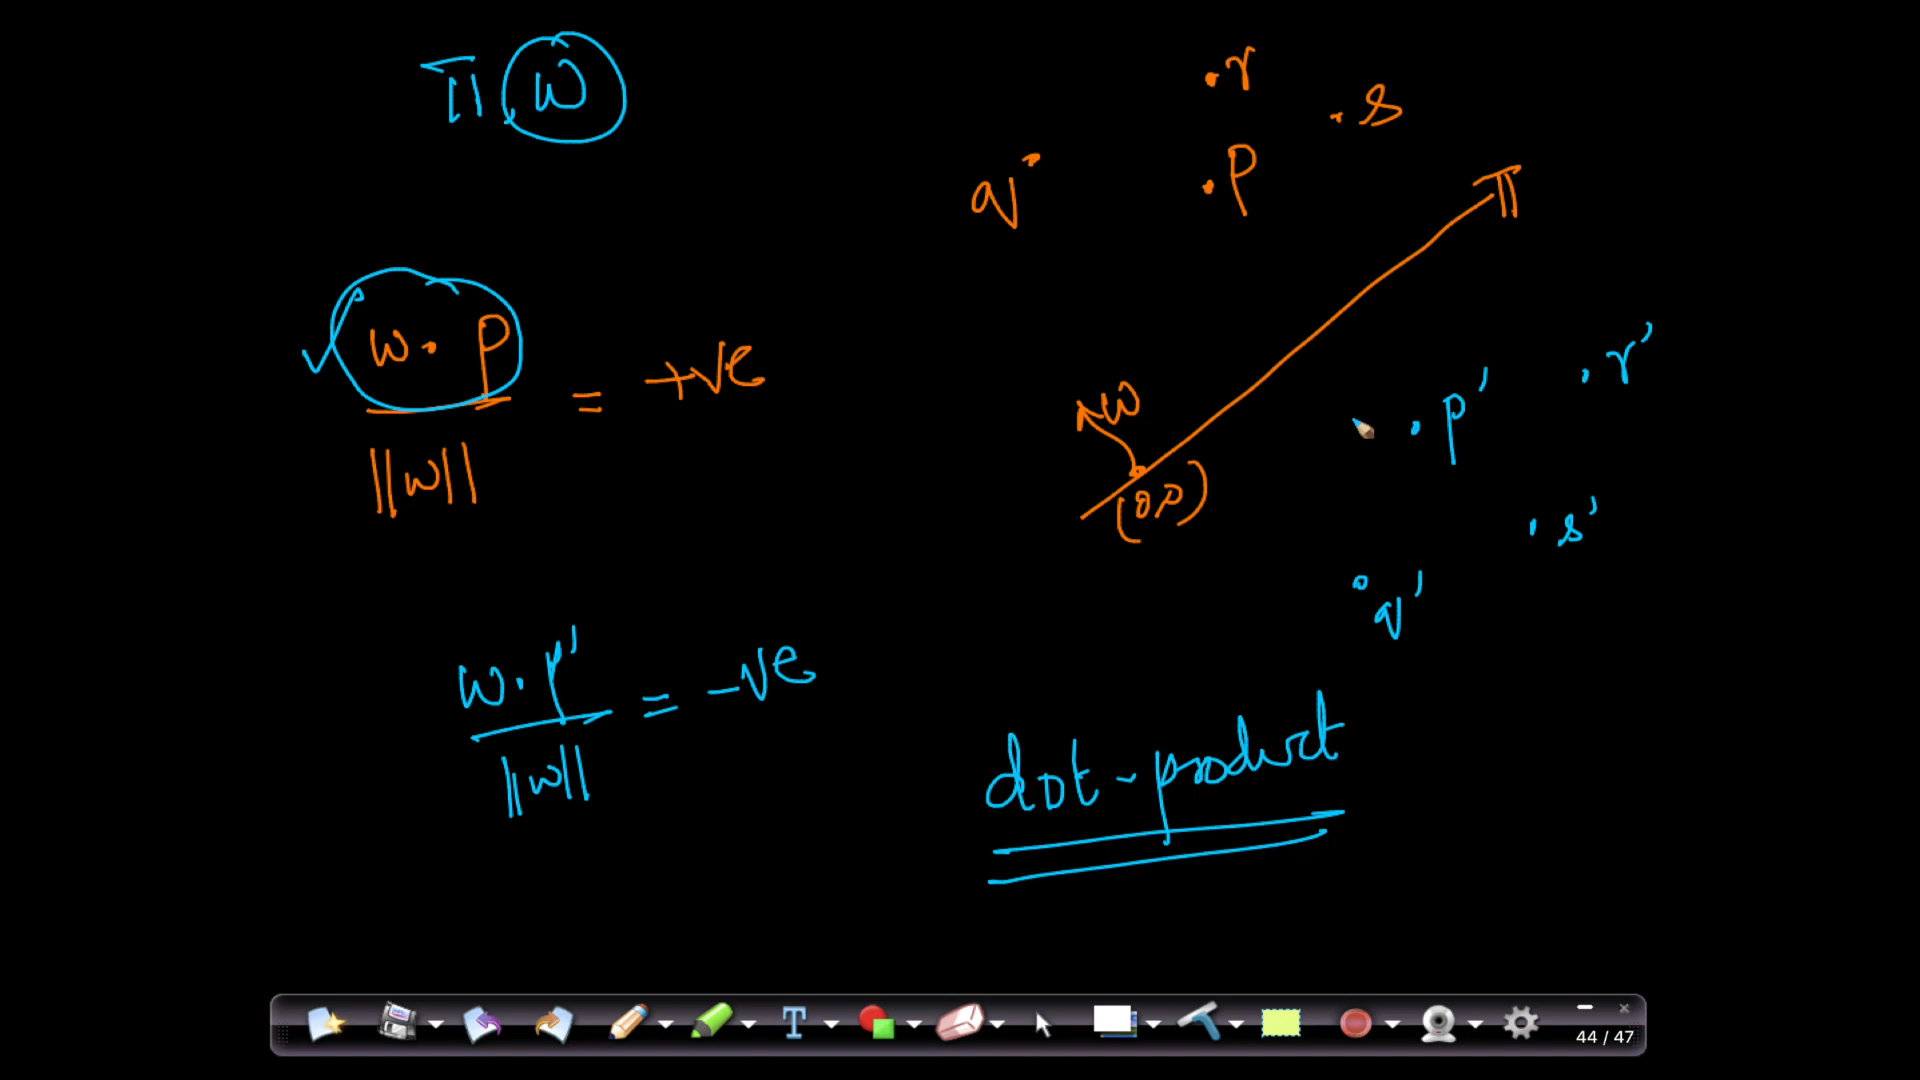 π, w
w . p
———
||w||
= +ve
w . p'
———
||w||
= -ve
. r
. s
q .
. p
π
w
(0,0)
. p'
. r'
. s'
. q'
dot - product
T
44 / 47